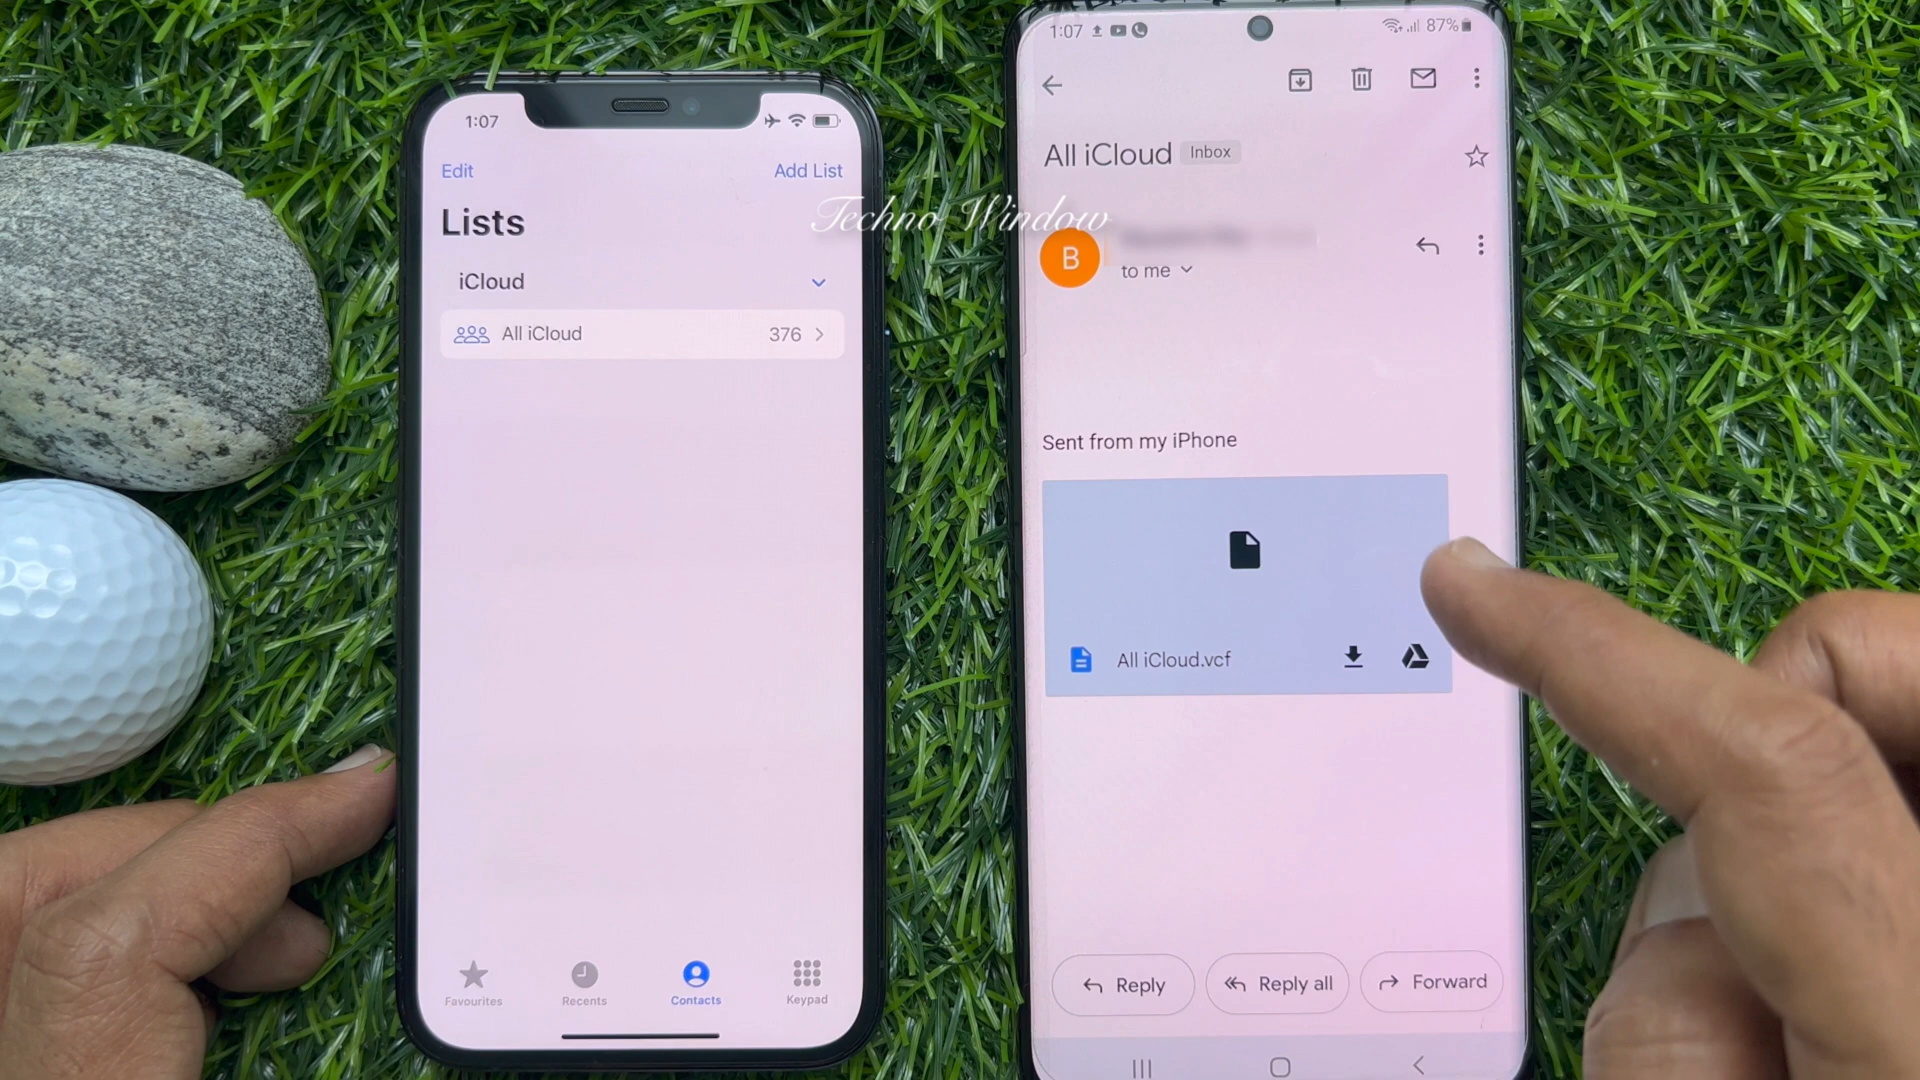 1:07
Edit
Add List
Lists
iCloud
All iCloud
376
Favourites
Recents
Contacts
Keypad
Techno Window
1:07
87%
All iCloud
Inbox
B
to me
Sent from my iPhone
All iCloud.vcf
Reply
Reply all
Forward